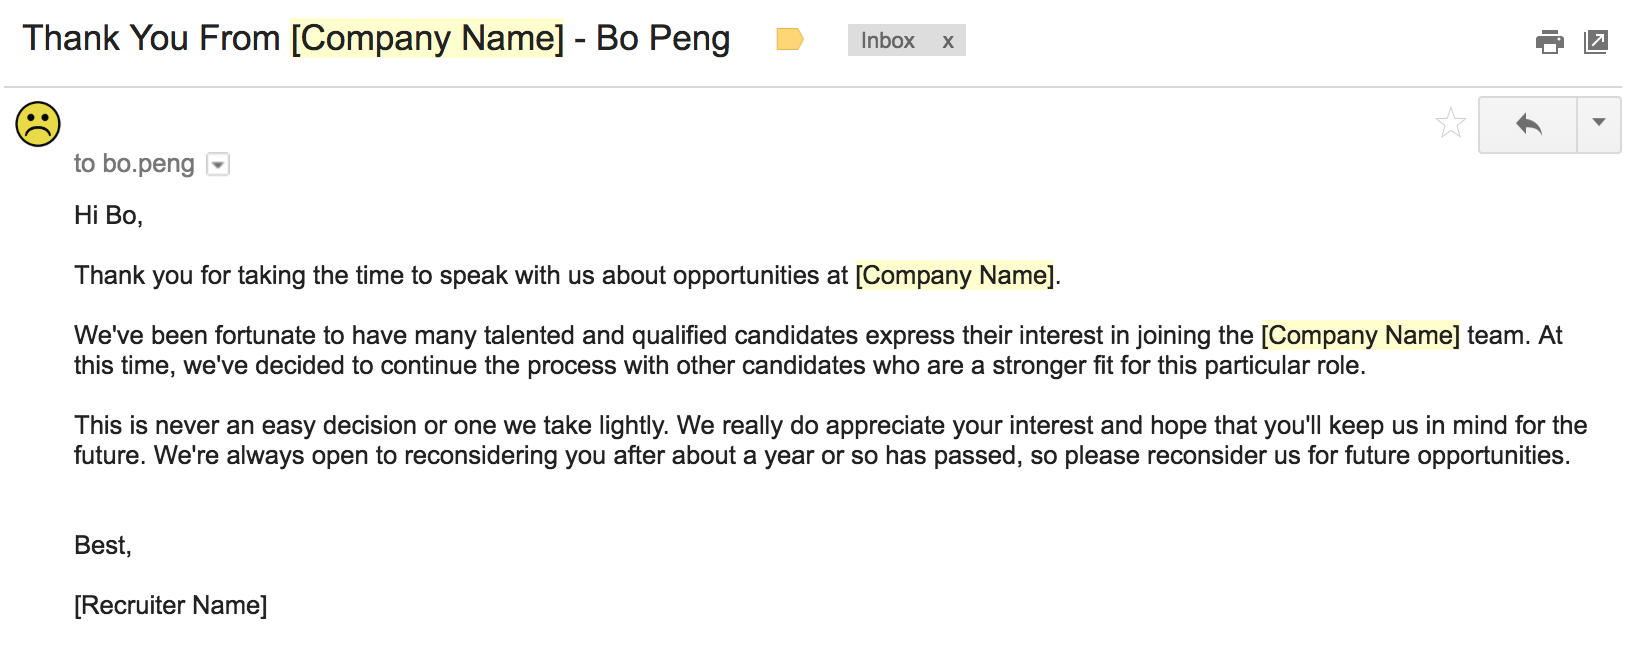 Thank You From [Company Name] - Bo Peng
Inbox x
to bo.peng
Hi Bo,
Thank you for taking the time to speak with us about opportunities at [Company Name].
We've been fortunate to have many talented and qualified candidates express their interest in joining the [Company Name] team. At
this time, we've decided to continue the process with other candidates who are a stronger fit for this particular role.
This is never an easy decision or one we take lightly. We really do appreciate your interest and hope that you'll keep us in mind for the
future. We're always open to reconsidering you after about a year or so has passed, so please reconsider us for future opportunities.
Best,
[Recruiter Name]